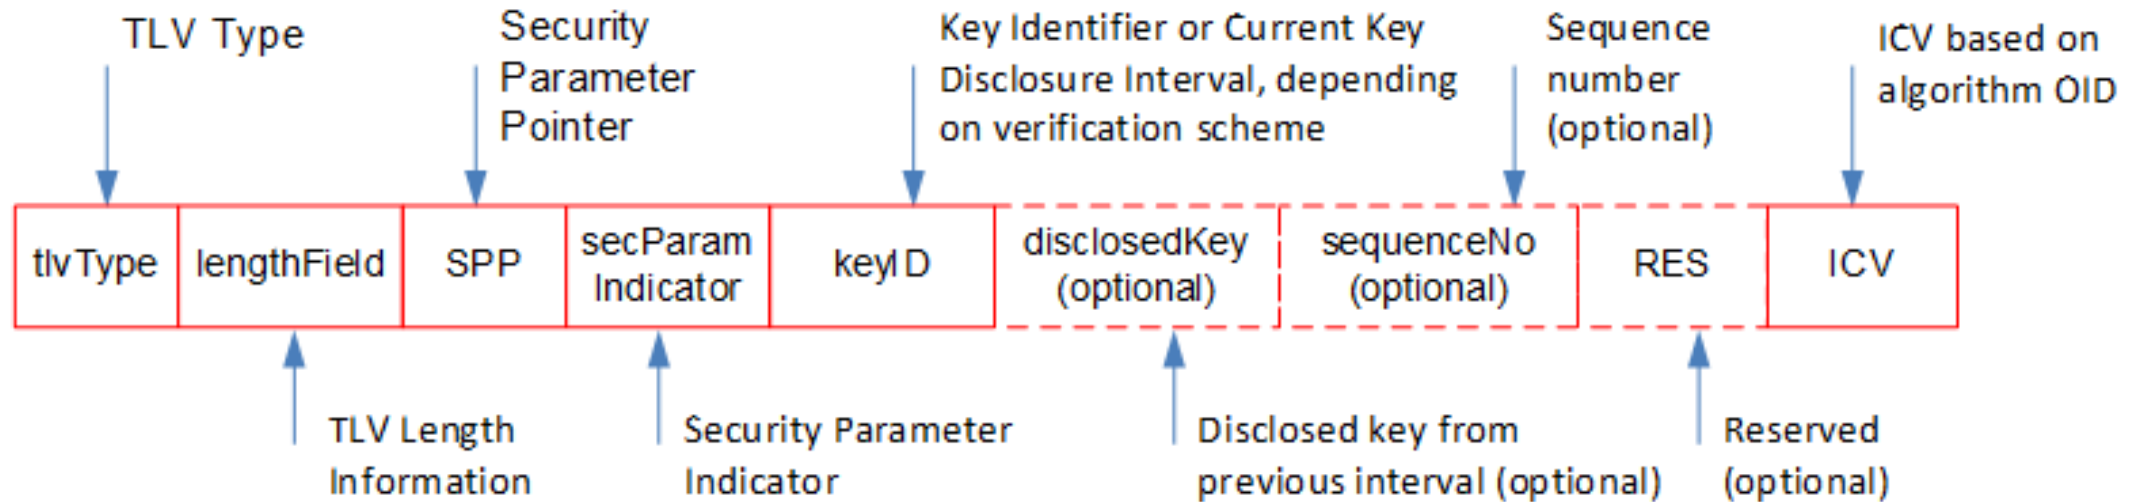 TLV Type
Security
Parameter
Pointer
Key Identifier or Current Key
Disclosure Interval, depending
on verification scheme
Sequence
number
(optional)
ICV based on
algorithm OID
tlvType
lengthField
SPP
secParam
Indicator
keyID
disclosedKey
(optional)
sequenceNo
(optional)
RES
ICV
TLV Length
Information
Security Parameter
Indicator
Disclosed key from
previous interval (optional)
Reserved
(optional)